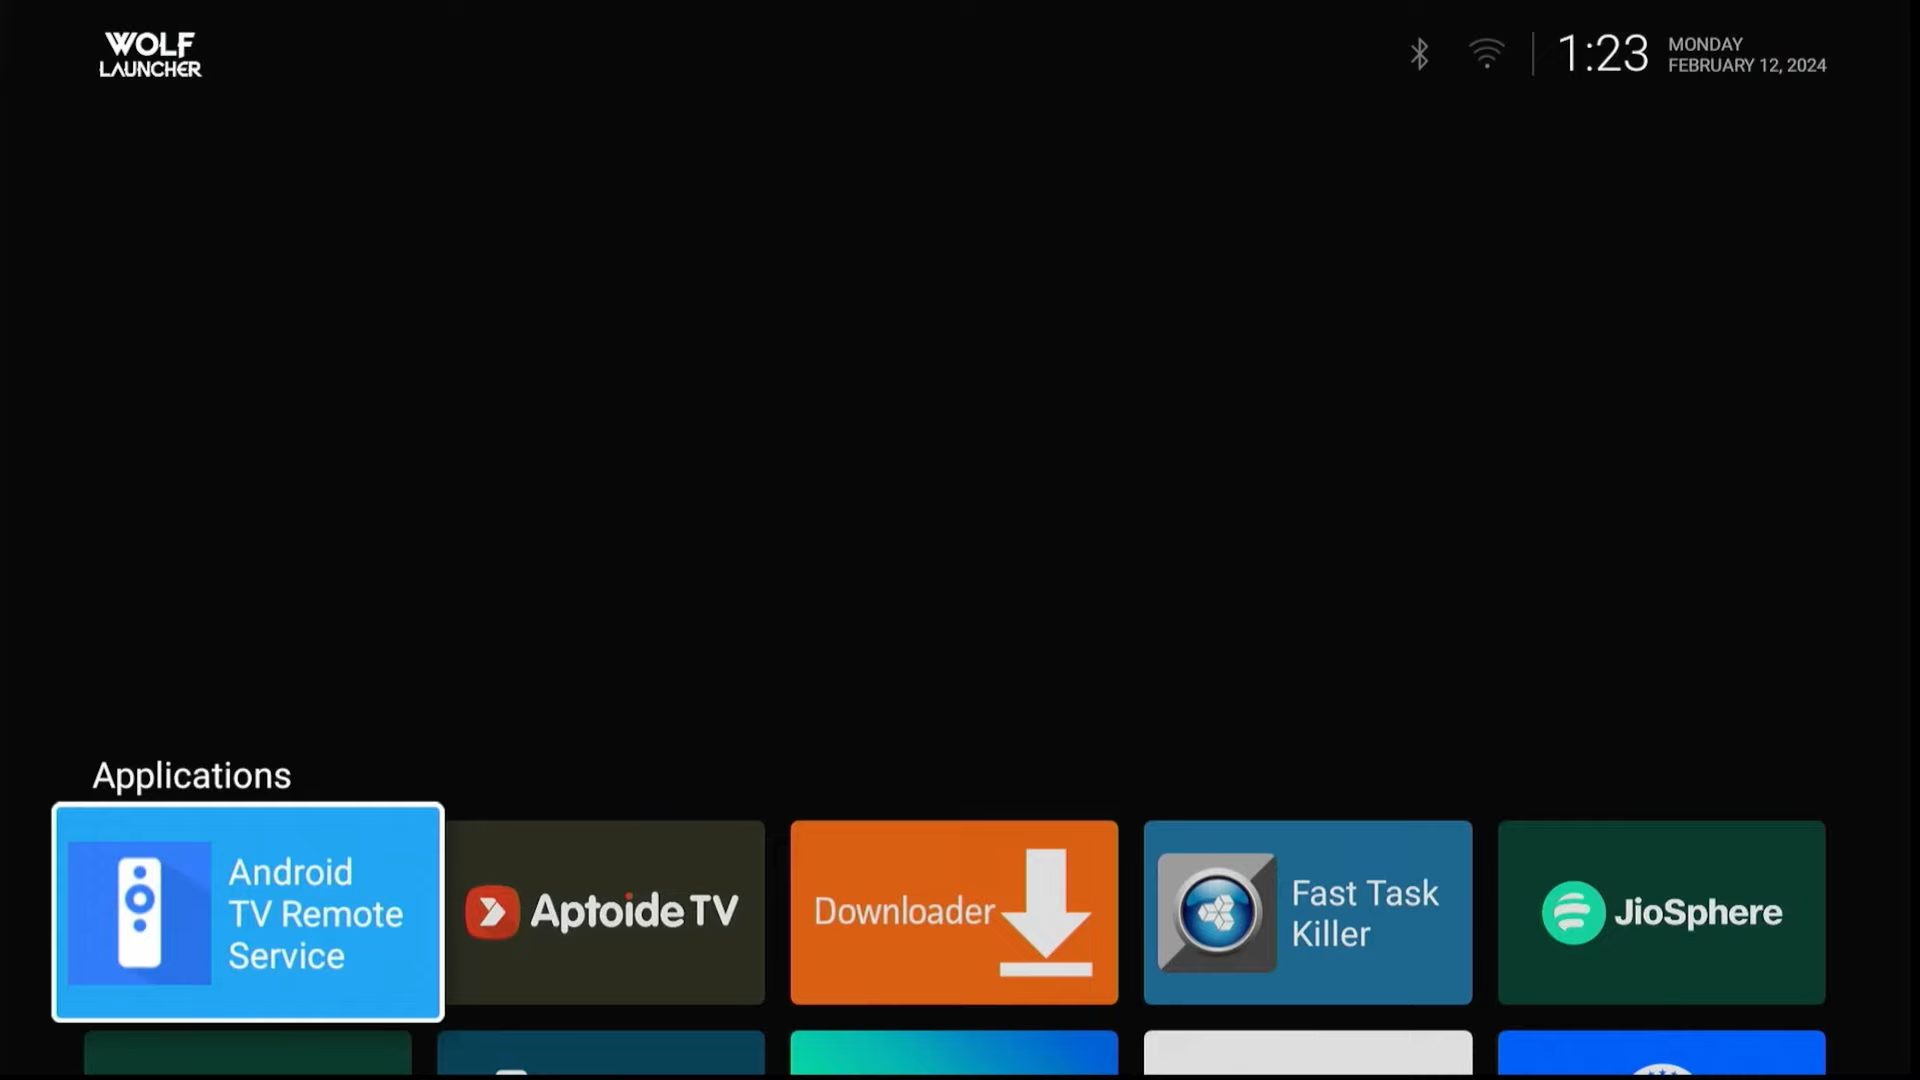 WOLF
LAUNCHER
1:23
MONDAY
FEBRUARY 12, 2024
Applications
Android
TV Remote
Service
Aptoide TV
Downloader
Fast Task
Killer
JioSphere